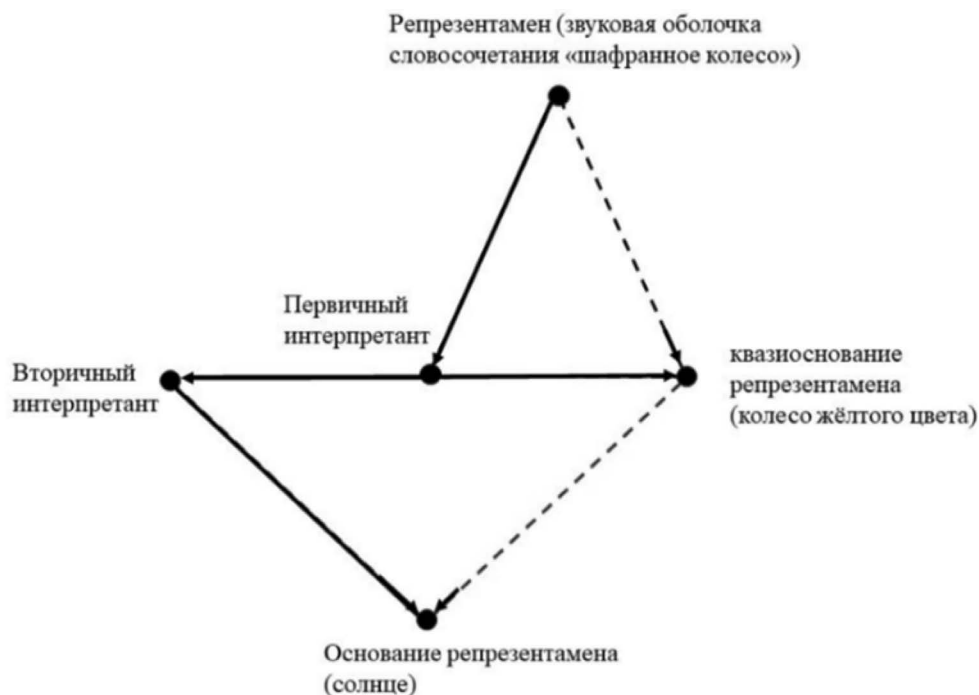 Репрезентамен (звуковая оболочка
словосочетания «шафранное колесо»)
Первичный
интерпретант
Вторичный
интерпретант
квазиоснование
репрезентамена
(колесо жёлтого цвета)
Основание репрезентамена
(солнце)